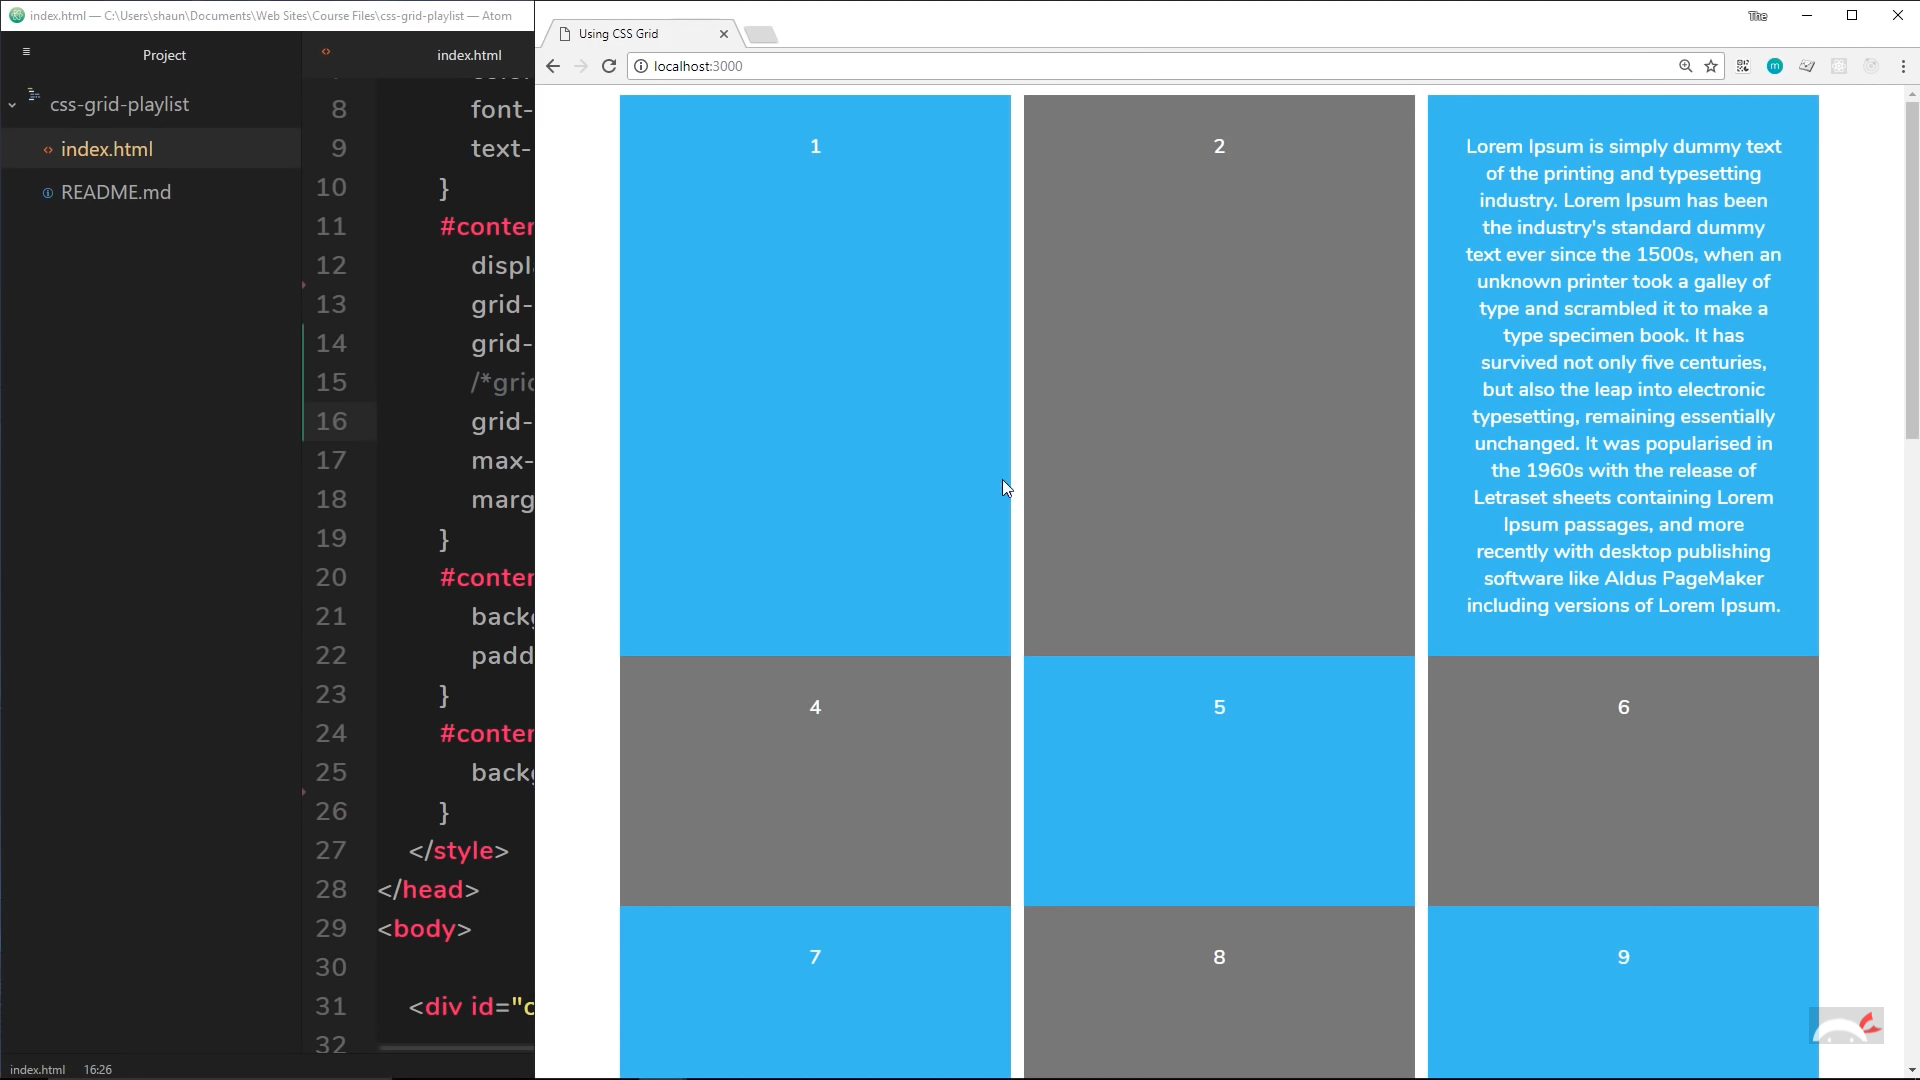 index.html — C:\Users\shaun\Documents\Web Sites\Course Files\css-grid-playlist — Atom
Project
css-grid-playlist
index.html
README.md
index.html
8 font-
9 text-
10 }
11 #conter
12 displ
13 grid-
14 grid-
15 /*grid
16 grid-
17 max-
18 marg
19 }
20 #conter
21 back
22 padd
23 }
24 #conter
25 back
26 }
27 </style>
28 </head>
29 <body>
30
31 <div id="c
32
index.html 16:26
Using CSS Grid
The
localhost:3000
1
2
Lorem Ipsum is simply dummy text
of the printing and typesetting
industry. Lorem Ipsum has been
the industry's standard dummy
text ever since the 1500s, when an
unknown printer took a galley of
type and scrambled it to make a
type specimen book. It has
survived not only five centuries,
but also the leap into electronic
typesetting, remaining essentially
unchanged. It was popularised in
the 1960s with the release of
Letraset sheets containing Lorem
Ipsum passages, and more
recently with desktop publishing
software like Aldus PageMaker
including versions of Lorem Ipsum.
4
5
6
7
8
9